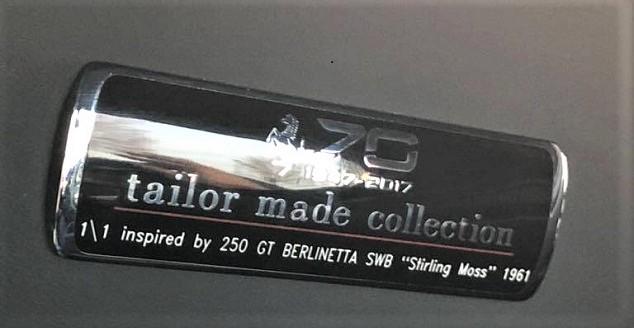 70
1947-2017
tailor made collection
1\1 inspired by 250 GT BERLINETTA SWB "Stirling Moss" 1961